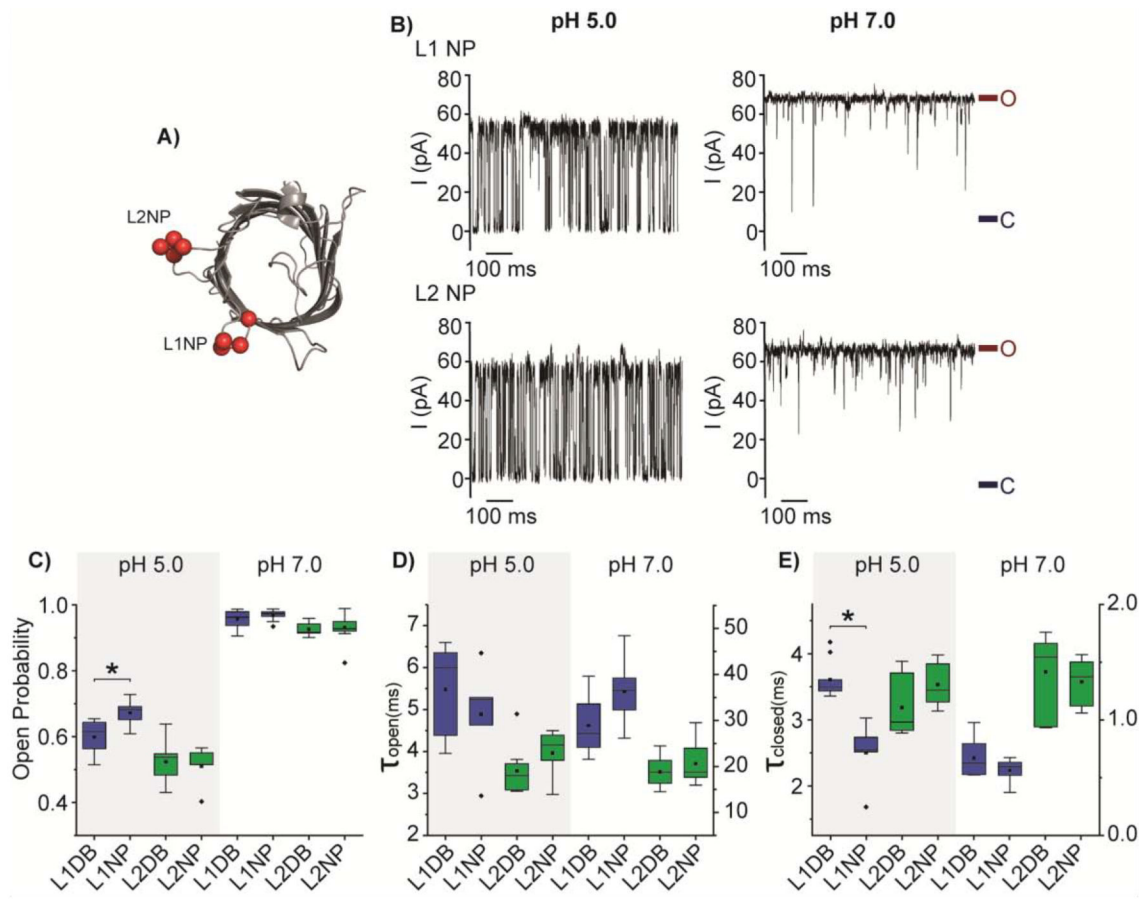 A)
L2NP
L1NP
B)
pH 5.0
pH 7.0
L1 NP
I (pA)
80
60
40
20
0
100 ms
I (pA)
80
60
40
20
0
100 ms
O
C
L2 NP
I (pA)
80
60
40
20
0
100 ms
I (pA)
80
60
40
20
0
100 ms
O
C
C)
pH 5.0
pH 7.0
Open Probability
1.0
0.8
0.6
0.4
*
L1DB
L1NP
L2DB
L2NP
L1DB
L1NP
L2DB
L2NP
D)
pH 5.0
pH 7.0
τopen(ms)
7
6
5
4
3
2
50
40
30
20
10
L1DB
L1NP
L2DB
L2NP
L1DB
L1NP
L2DB
L2NP
E)
pH 5.0
pH 7.0
τclosed(ms)
4
3
2
*
2.0
1.0
0.0
L1DB
L1NP
L2DB
L2NP
L1DB
L1NP
L2DB
L2NP